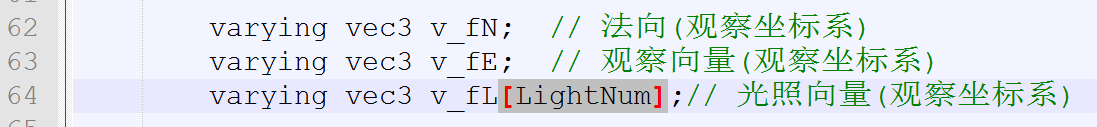 62 varying vec3 v_fN; // 法向(观察坐标系)
63 varying vec3 v_fE; // 观察向量(观察坐标系)
64 varying vec3 v_fL[LightNum];// 光照向量(观察坐标系)